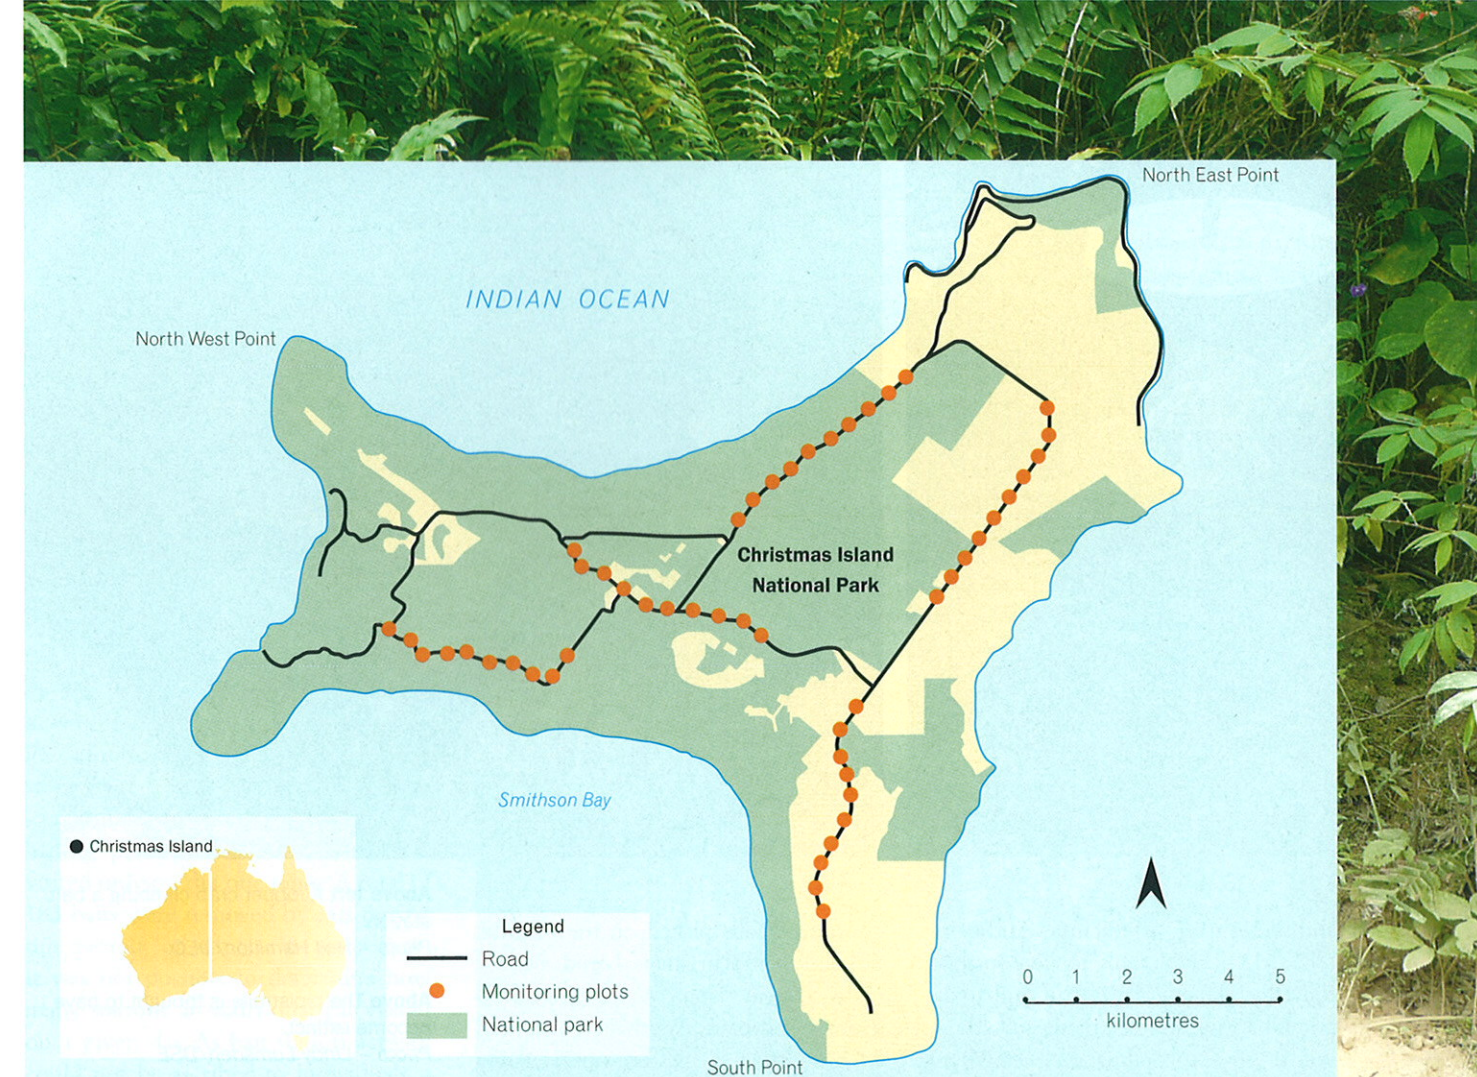 North East Point
INDIAN OCEAN
North West Point
Christmas Island
National Park
Smithson Bay
Christmas Island
Legend
Road
Monitoring plots
National park
0 1 2 3 4 5
kilometres
South Point